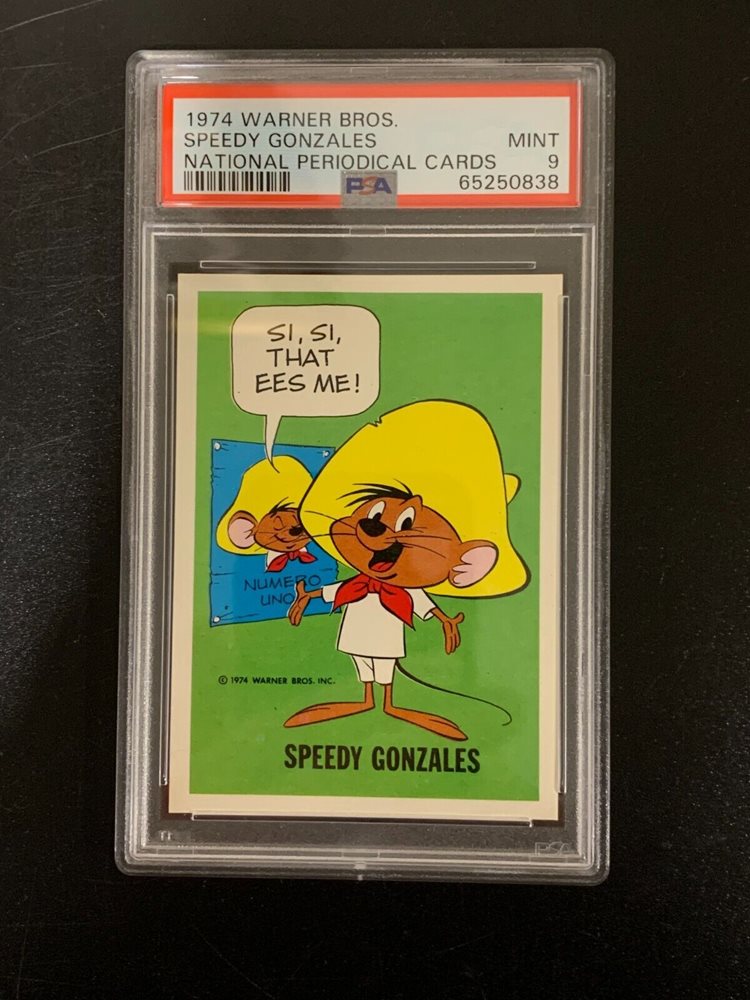 1974 WARNER BROS.
SPEEDY GONZALES MINT
NATIONAL PERIODICAL CARDS 9
PSA 65250838
SI, SI,
THAT
EES ME!
NUMERO
UNO
© 1974 WARNER BROS. INC.
SPEEDY GONZALES
PSA